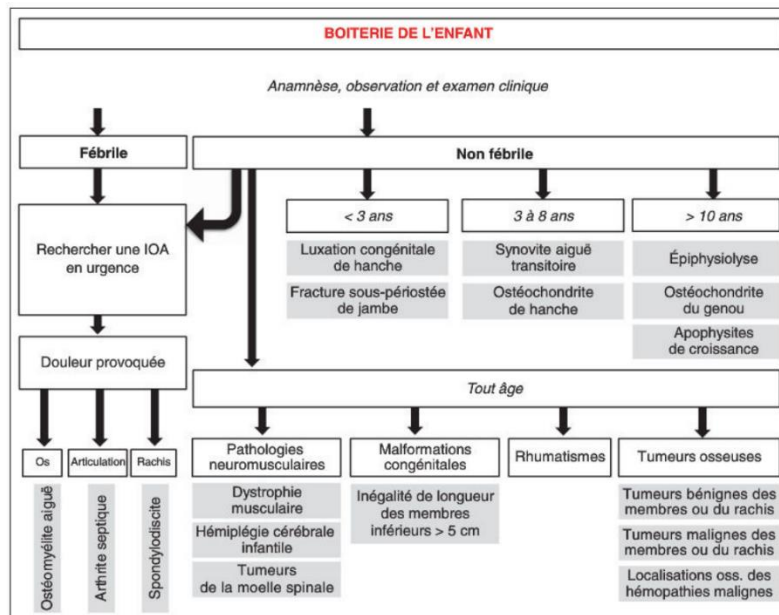 BOITERIE DE L'ENFANT
Anamnèse, observation et examen clinique
Fébrile
Non fébrile
Rechercher une IOA
en urgence
< 3 ans
3 à 8 ans
> 10 ans
Luxation congénitale
de hanche
Synovite aiguë
transitoire
Épiphysiolyse
Fracture sous-périostée
de jambe
Ostéochondrite
de hanche
Ostéochondrite
du genou
Apophysites
de croissance
Douleur provoquée
Tout âge
Os
Articulation
Rachis
Ostéomyélite aiguë
Arthrite septique
Spondylodiscite
Pathologies
neuromusculaires
Malformations
congénitales
Rhumatismes
Tumeurs osseuses
Dystrophie
musculaire
Hémiplégie cérébrale
infantile
Tumeurs
de la moelle spinale
Inégalité de longueur
des membres
inférieurs > 5 cm
Tumeurs bénignes des
membres ou du rachis
Tumeurs malignes des
membres ou du rachis
Localisations oss. des
hémopathies malignes